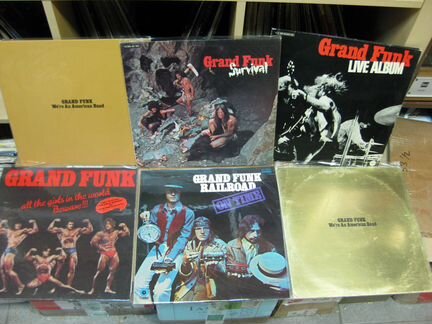 GRAND FUNK
We're An American Band
Grand Funk
Survival
Grand Funk
LIVE ALBUM
GRAND FUNK
all the girls in the world
Beware!!!
GRAND FUNK
RAILROAD
ON TIME
GRAND FUNK
We're An American Band